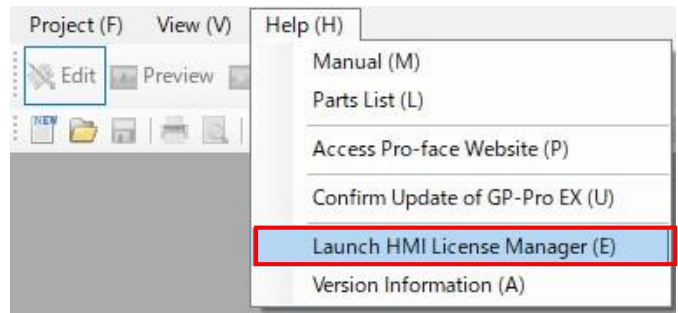 Project (F) View (V) Help (H)
Edit Preview
Manual (M)
Parts List (L)
NEW
Access Pro-face Website (P)
Confirm Update of GP-Pro EX (U)
Launch HMI License Manager (E)
Version Information (A)